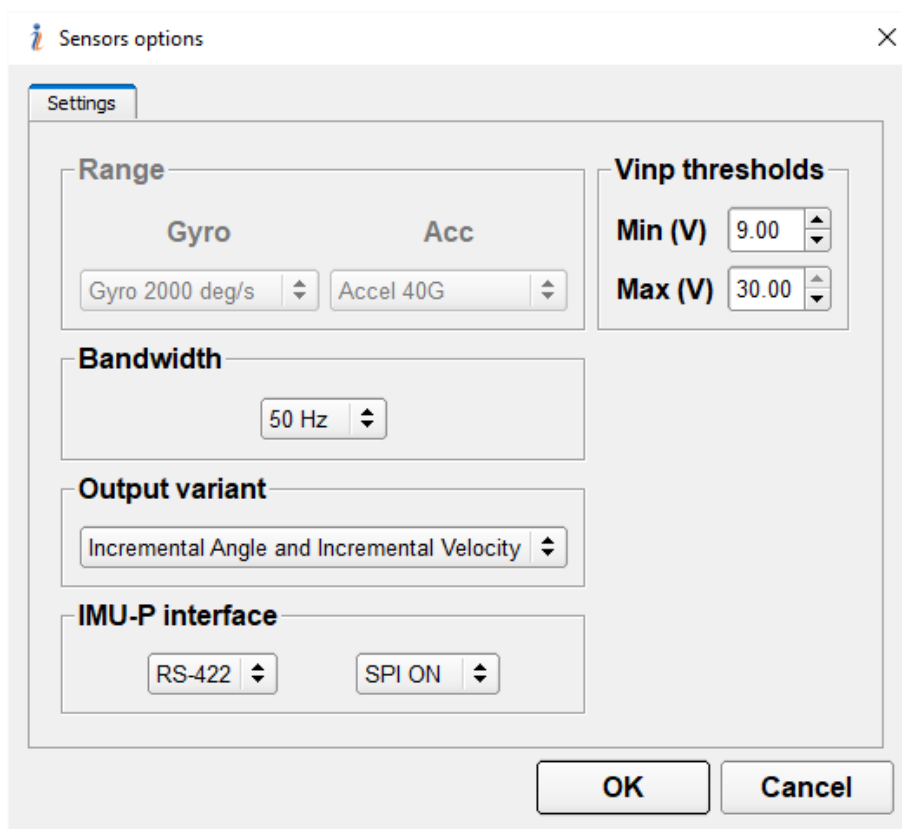 Sensors options
Settings
Range
Gyro Acc
Gyro 2000 deg/s Accel 40G
Vinp thresholds
Min (V) 9.00
Max (V) 30.00
Bandwidth
50 Hz
Output variant
Incremental Angle and Incremental Velocity
IMU-P interface
RS-422 SPI ON
OK Cancel